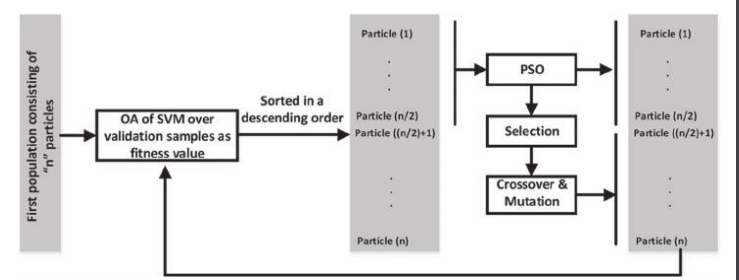 First population consisting of
"n" particles
OA of SVM over
validation samples as
fitness value
Sorted in a
descending order
Particle (1)
Particle (n/2)
Particle ((n/2)+1)
Particle (n)
PSO
Selection
Crossover &
Mutation
Particle (1)
Particle (n/2)
Particle ((n/2)+1)
Particle (n)